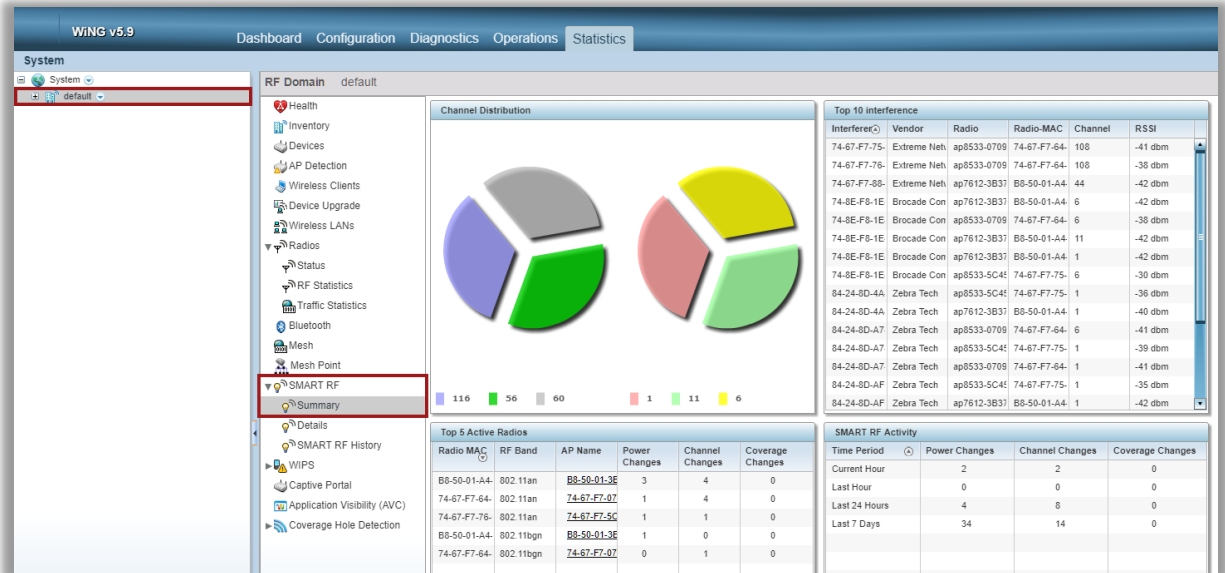 WiNG v5.9
Dashboard Configuration Diagnostics Operations Statistics
System
System
default
RF Domain default
Health
Inventory
Devices
AP Detection
Wireless Clients
Device Upgrade
Wireless LANs
Radios
Status
RF Statistics
Traffic Statistics
Bluetooth
Mesh
Mesh Point
SMART RF
Summary
Details
SMART RF History
WIPS
Captive Portal
Application Visibility (AVC)
Coverage Hole Detection
Channel Distribution
116 56 60 1 11 6
Top 10 interference
Interferer Vendor Radio Radio-MAC Channel RSSI
74-67-F7-75- Extreme Netw ap8533-0709 74-67-F7-64- 108 -41 dbm
74-67-F7-76- Extreme Netw ap8533-0709 74-67-F7-64- 108 -38 dbm
74-67-F7-88- Extreme Netw ap7612-3B37 B8-50-01-A4- 44 -42 dbm
74-8E-F8-1E Brocade Com ap7612-3B37 B8-50-01-A4- 6 -42 dbm
74-8E-F8-1E Brocade Com ap8533-0709 74-67-F7-64- 6 -38 dbm
74-8E-F8-1E Brocade Com ap7612-3B37 B8-50-01-A4- 11 -42 dbm
74-8E-F8-1E Brocade Com ap7612-3B37 B8-50-01-A4- 1 -42 dbm
74-8E-F8-1E Brocade Com ap8533-5C45 74-67-F7-75- 6 -30 dbm
84-24-8D-4A Zebra Tech ap8533-5C45 74-67-F7-75- 1 -36 dbm
84-24-8D-4A Zebra Tech ap7612-3B37 B8-50-01-A4- 1 -40 dbm
84-24-8D-A7 Zebra Tech ap8533-0709 74-67-F7-64- 6 -41 dbm
84-24-8D-A7 Zebra Tech ap8533-5C45 74-67-F7-75- 1 -39 dbm
84-24-8D-A7 Zebra Tech ap8533-0709 74-67-F7-64- 1 -41 dbm
84-24-8D-AF Zebra Tech ap8533-5C45 74-67-F7-75- 1 -35 dbm
84-24-8D-AF Zebra Tech ap7612-3B37 B8-50-01-A4- 1 -42 dbm
Top 5 Active Radios
Radio MAC RF Band AP Name Power Changes Channel Changes Coverage Changes
B8-50-01-A4- 802.11an B8-50-01-3E 3 4 0
74-67-F7-64- 802.11an 74-67-F7-07 1 4 0
74-67-F7-76- 802.11an 74-67-F7-5C 1 1 0
B8-50-01-A4- 802.11bgn B8-50-01-3E 1 0 0
74-67-F7-64- 802.11bgn 74-67-F7-07 0 1 0
SMART RF Activity
Time Period Power Changes Channel Changes Coverage Changes
Current Hour 2 2 0
Last Hour 0 0 0
Last 24 Hours 4 8 0
Last 7 Days 34 14 0